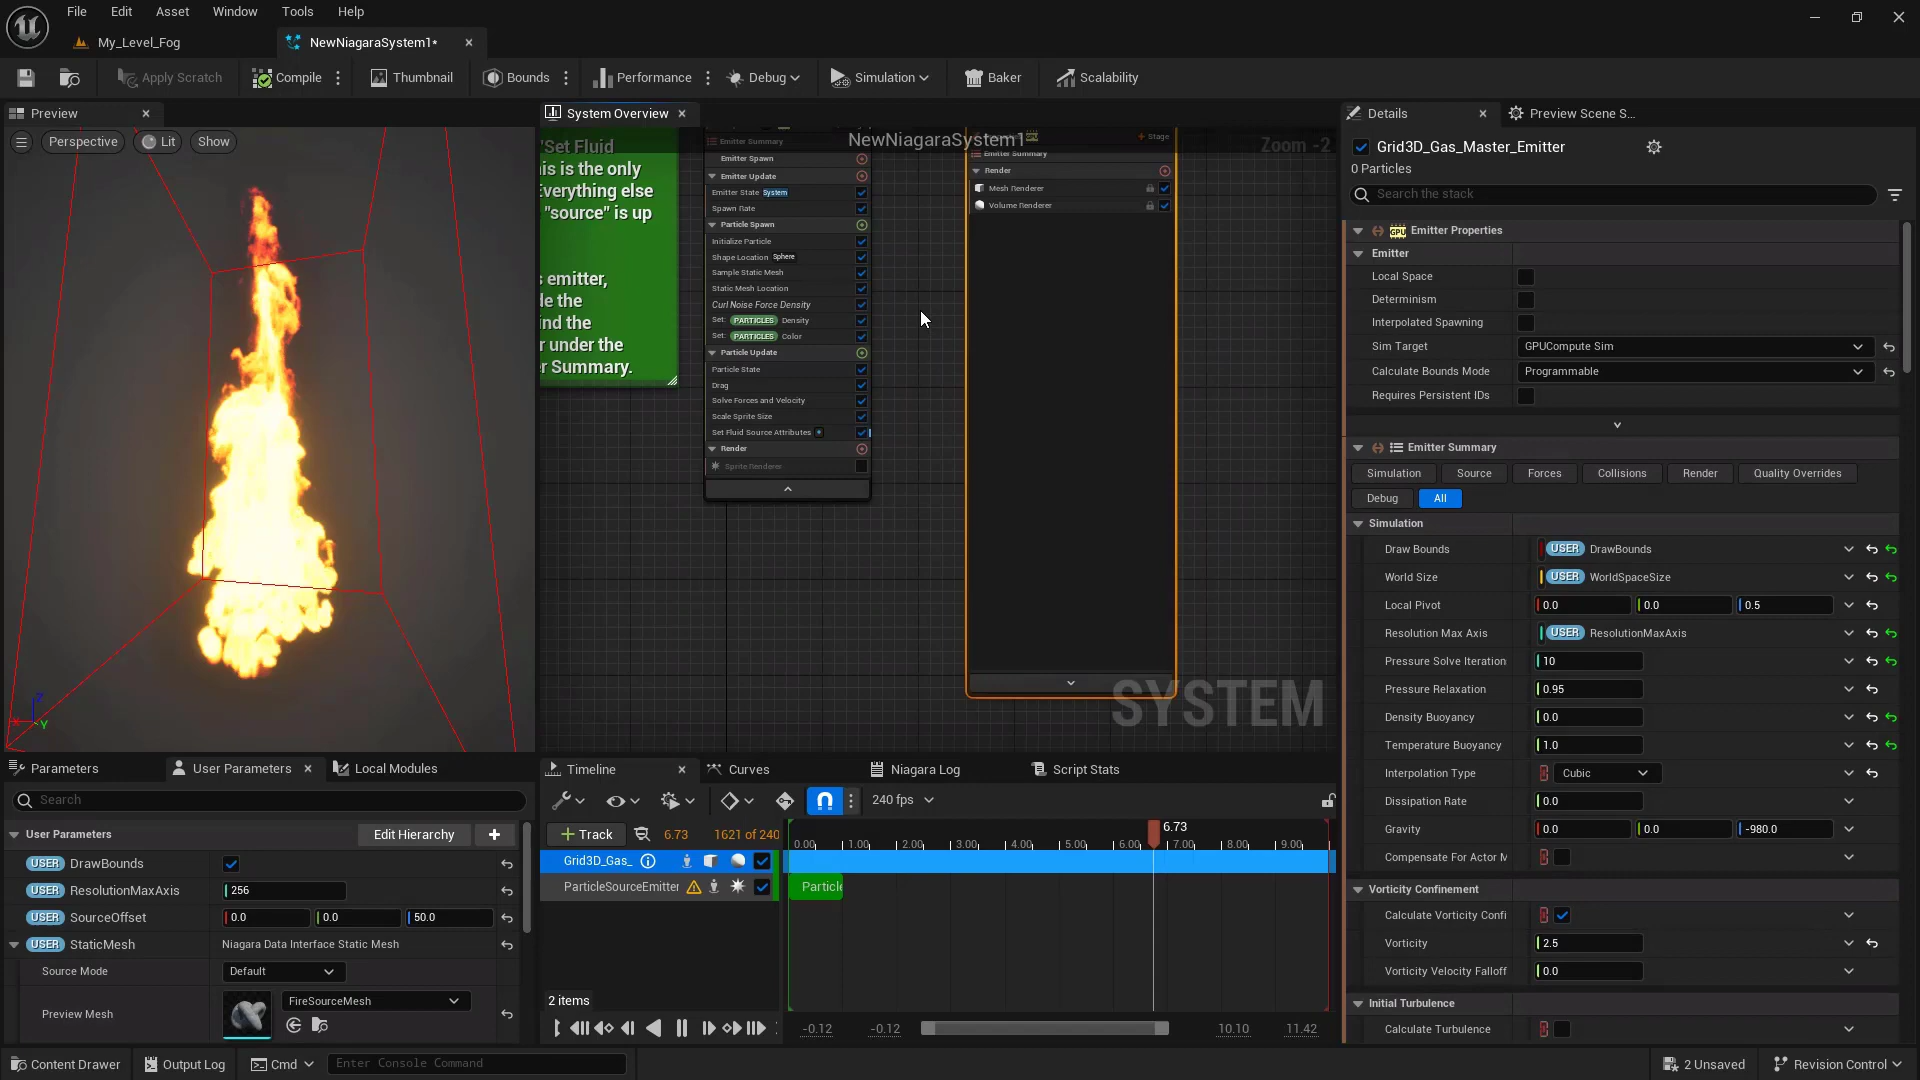 File Edit Asset Window Tools Help
My_Level_Fog
NewNiagaraSystem1*
Apply Scratch
Compile
Thumbnail
Bounds
Performance
Debug
Simulation
Baker
Scalability
Preview
Perspective
Lit
Show
Z
X
Y
System Overview
NewNiagaraSystem1
Zoom -2
"Set Fluid
is is the only
Everything else
"source" is up
s emitter,
de the
ind the
r under the
r Summary.
Emitter Summary
Emitter Spawn
Emitter Update
Emitter State System
Spawn Rate
Particle Spawn
Initialize Particle
Shape Location Sphere
Sample Static Mesh
Static Mesh Location
Curl Noise Force Density
Set: PARTICLES Density
Set: PARTICLES Color
Particle Update
Particle State
Drag
Solve Forces and Velocity
Scale Sprite Size
Set Fluid Source Attributes
Render
Sprite Renderer
Stage
Emitter Summary
Render
Mesh Renderer
Volume Renderer
SYSTEM
Details
Preview Scene S...
Grid3D_Gas_Master_Emitter
0 Particles
Search the stack
GPU Emitter Properties
Emitter
Local Space
Determinism
Interpolated Spawning
Sim Target GPUCompute Sim
Calculate Bounds Mode Programmable
Requires Persistent IDs
Emitter Summary
Simulation Source Forces Collisions Render Quality Overrides
Debug All
Simulation
Draw Bounds USER DrawBounds
World Size USER WorldSpaceSize
Local Pivot 0.0 0.0 0.5
Resolution Max Axis USER ResolutionMaxAxis
Pressure Solve Iteration 10
Pressure Relaxation 0.95
Density Buoyancy 0.0
Temperature Buoyancy 1.0
Interpolation Type Cubic
Dissipation Rate 0.0
Gravity 0.0 0.0 -980.0
Compensate For Actor M
Vorticity Confinement
Calculate Vorticity Confi
Vorticity 2.5
Vorticity Velocity Falloff 0.0
Initial Turbulence
Calculate Turbulence
Parameters
User Parameters
Local Modules
Search
User Parameters
Edit Hierarchy
USER DrawBounds
USER ResolutionMaxAxis 256
USER SourceOffset 0.0 0.0 50.0
USER StaticMesh Niagara Data Interface Static Mesh
Source Mode Default
Preview Mesh FireSourceMesh
Timeline
Curves
Niagara Log
Script Stats
240 fps
Track
6.73 1621 of 240
6.73
0.00 1.00 2.00 3.00 4.00 5.00 6.00 7.00 8.00 9.00
Grid3D_Gas_
ParticleSourceEmitter
Particle
2 items
-0.12 -0.12 10.10 11.42
Content Drawer
Output Log
Cmd
Enter Console Command
2 Unsaved
Revision Control